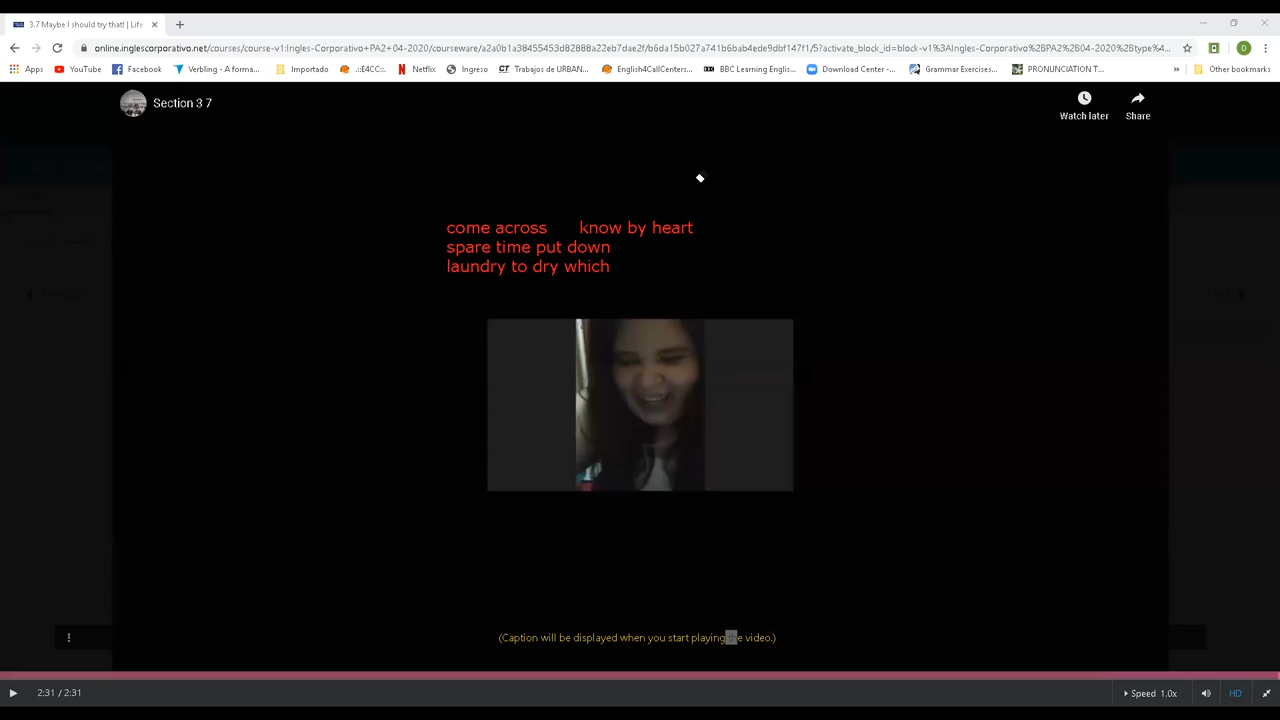 3.7 Maybe I should try that! | Life
online.inglescorporativo.net/courses/course-v1:Ingles-Corporativo+PA2+04-2020/courseware/a2a0b1a38455453d82888a22eb7dae2f/b6da15b027a741b6bab4ede9dbf147f1/5?activate_block_id=block-v1%3AIngles-Corporativo%2BPA2%2B04-2020%2Btype%4...
D
Apps YouTube Facebook Verbling - A forma... Importado .::E4CC::. Netflix Ingreso CT Trabajos de URBAN... English4CallCenters... BBC Learning Englis... Download Center -... Grammar Exercises... PRONUNCIATION T... » Other bookmarks
Section 3 7
Watch later Share
come across know by heart
spare time put down
laundry to dry which
(Caption will be displayed when you start playing the video.)
2:31 / 2:31 Speed 1.0x HD